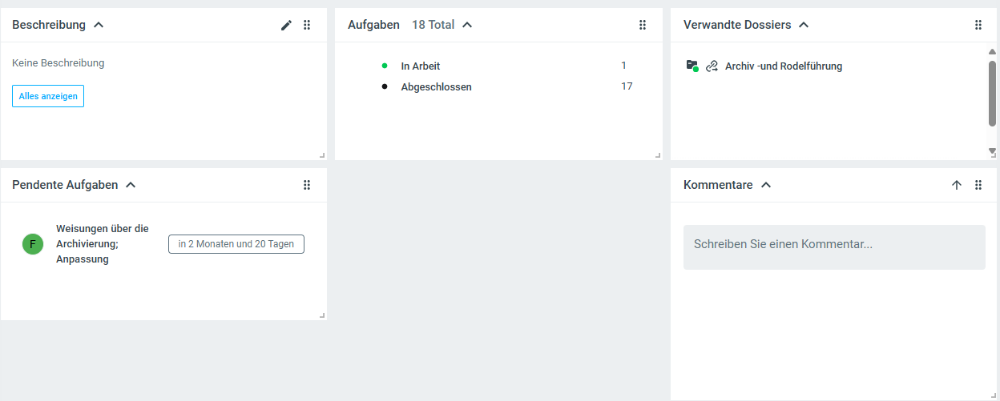 Beschreibung
Keine Beschreibung
Alles anzeigen
Aufgaben 18 Total
In Arbeit 1
Abgeschlossen 17
Verwandte Dossiers
Archiv -und Rodelführung
Pendente Aufgaben
F
Weisungen über die
Archivierung;
Anpassung
in 2 Monaten und 20 Tagen
Kommentare
Schreiben Sie einen Kommentar...